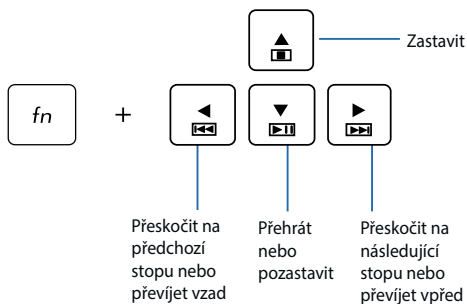 Zastavit
fn +
Přeskočit na
předchozí
stopu nebo
převíjet vzad
Přehrát
nebo
pozastavit
Přeskočit na
následující
stopu nebo
převíjet vpřed